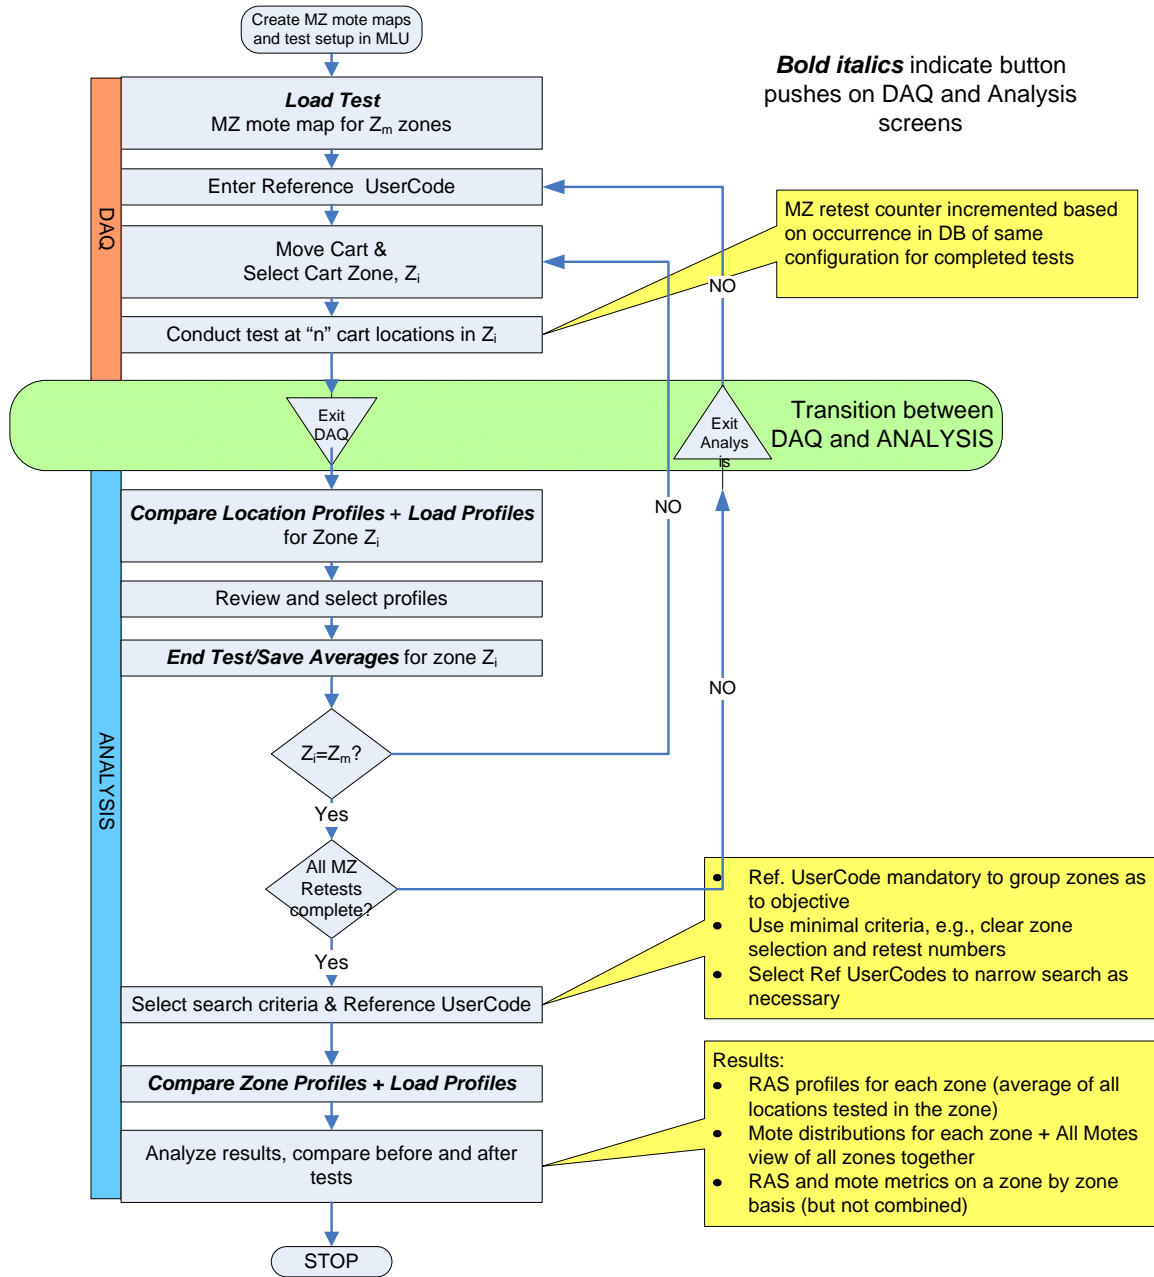 Create MZ mote maps
and test setup in MLU
Bold italics indicate button
pushes on DAQ and Analysis
screens
DAQ
Load Test
MZ mote map for Zm zones
Enter Reference UserCode
Move Cart &
Select Cart Zone, Zi
Conduct test at “n” cart locations in Zi
MZ retest counter incremented based
on occurrence in DB of same
configuration for completed tests
NO
Exit
DAQ
Exit
Analys
is
Transition between
DAQ and ANALYSIS
ANALYSIS
Compare Location Profiles + Load Profiles
for Zone Zi
NO
Review and select profiles
End Test/Save Averages for zone Zi
NO
Zi=Zm?
Yes
All MZ
Retests
complete?
Yes
• Ref. UserCode mandatory to group zones as
to objective
• Use minimal criteria, e.g., clear zone
selection and retest numbers
• Select Ref UserCodes to narrow search as
necessary
Select search criteria & Reference UserCode
Compare Zone Profiles + Load Profiles
Analyze results, compare before and after
tests
Results:
• RAS profiles for each zone (average of all
locations tested in the zone)
• Mote distributions for each zone + All Motes
view of all zones together
• RAS and mote metrics on a zone by zone
basis (but not combined)
STOP